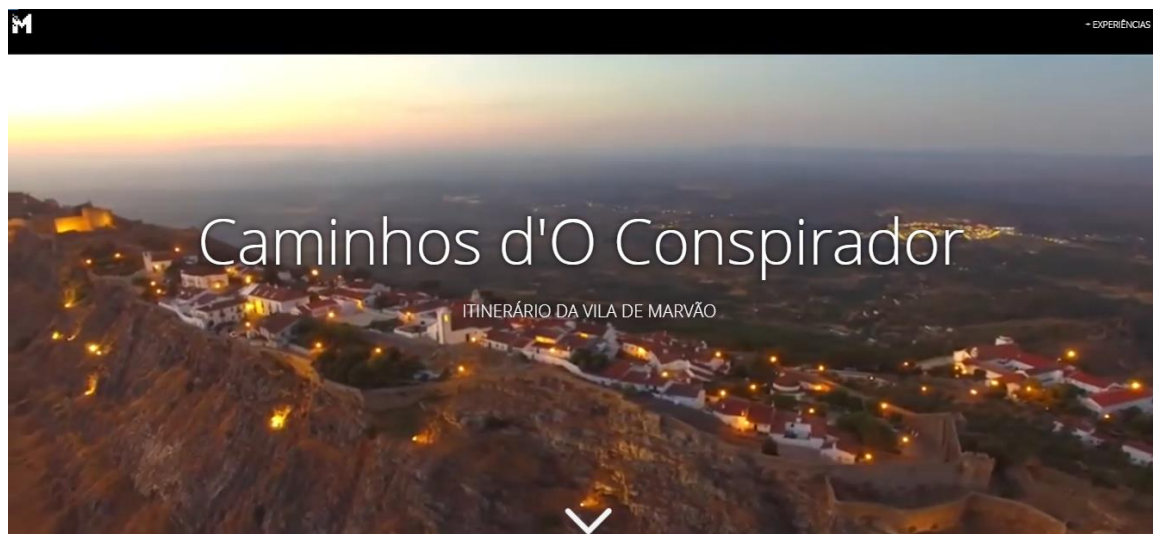 M
+ EXPERIÊNCIAS
Caminhos d'O Conspirador
ITINERÁRIO DA VILA DE MARVÃO